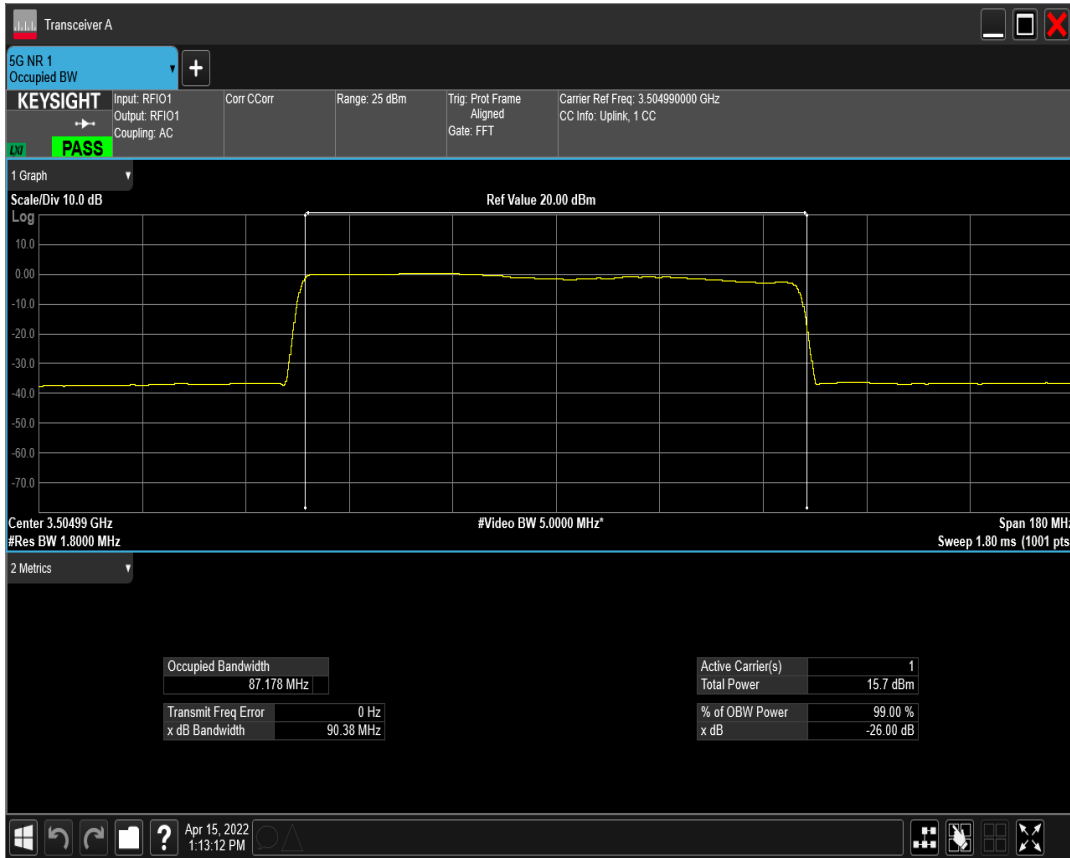 Transceiver A
5G NR 1
Occupied BW
KEYSIGHT
LXI
PASS
Input: RFIO1
Output: RFIO1
Coupling: AC
Corr CCorr
Range: 25 dBm
Trig: Prot Frame
Aligned
Gate: FFT
Carrier Ref Freq: 3.504990000 GHz
CC Info: Uplink, 1 CC
1 Graph
Scale/Div 10.0 dB
Ref Value 20.00 dBm
Log
10.0
0.00
-10.0
-20.0
-30.0
-40.0
-50.0
-60.0
-70.0
Center 3.50499 GHz
#Video BW 5.0000 MHz*
Span 180 MHz
#Res BW 1.8000 MHz
Sweep 1.80 ms (1001 pts
2 Metrics
Occupied Bandwidth
87.178 MHz
Transmit Freq Error 0 Hz
x dB Bandwidth 90.38 MHz
Active Carrier(s) 1
Total Power 15.7 dBm
% of OBW Power 99.00 %
x dB -26.00 dB
?
Apr 15, 2022
1:13:12 PM